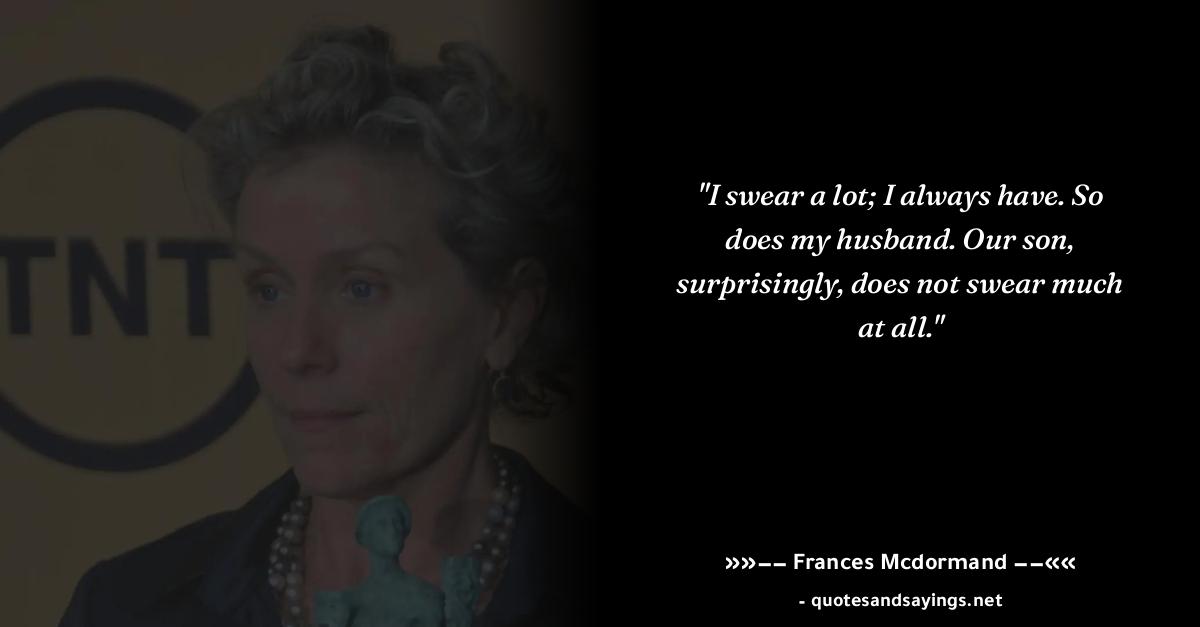 TNT
"I swear a lot; I always have. So
does my husband. Our son,
surprisingly, does not swear much
at all."
»»−− Frances Mcdormand −−««
- quotesandsayings.net